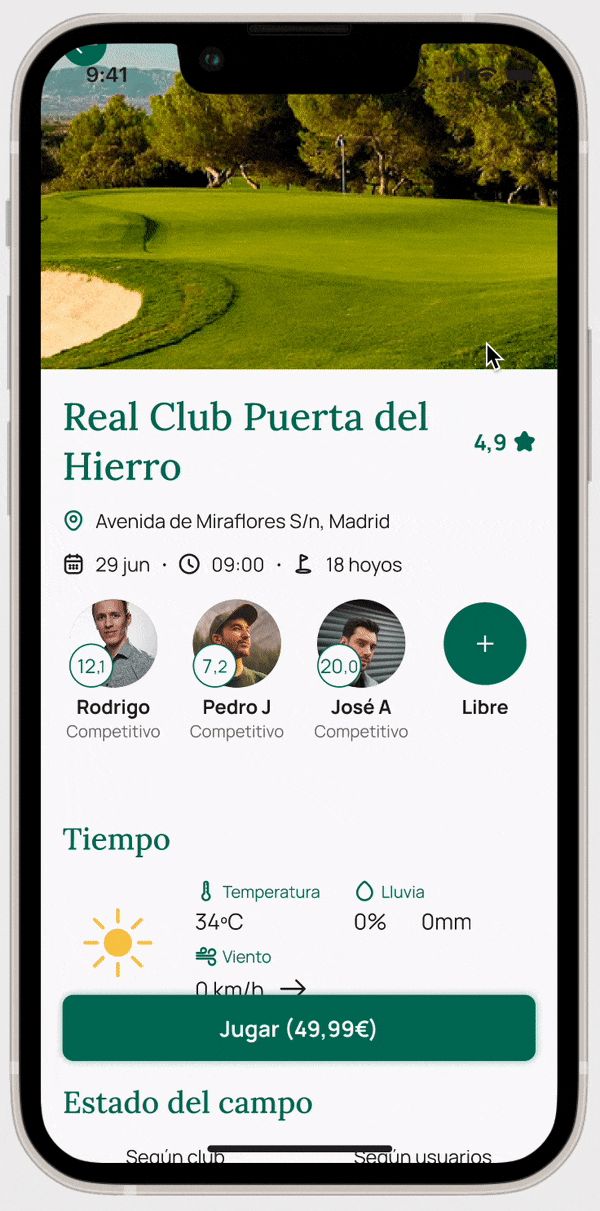 9:41
Real Club Puerta del
Hierro
4,9
Avenida de Miraflores S/n, Madrid
29 jun · 09:00 · 18 hoyos
12,1 7,2 20,0 +
Rodrigo Pedro J José A Libre
Competitivo Competitivo Competitivo
Tiempo
Temperatura Lluvia
34ºC 0% 0mm
Viento
0 km/h
Jugar (49,99€)
Estado del campo
Según club Según usuarios